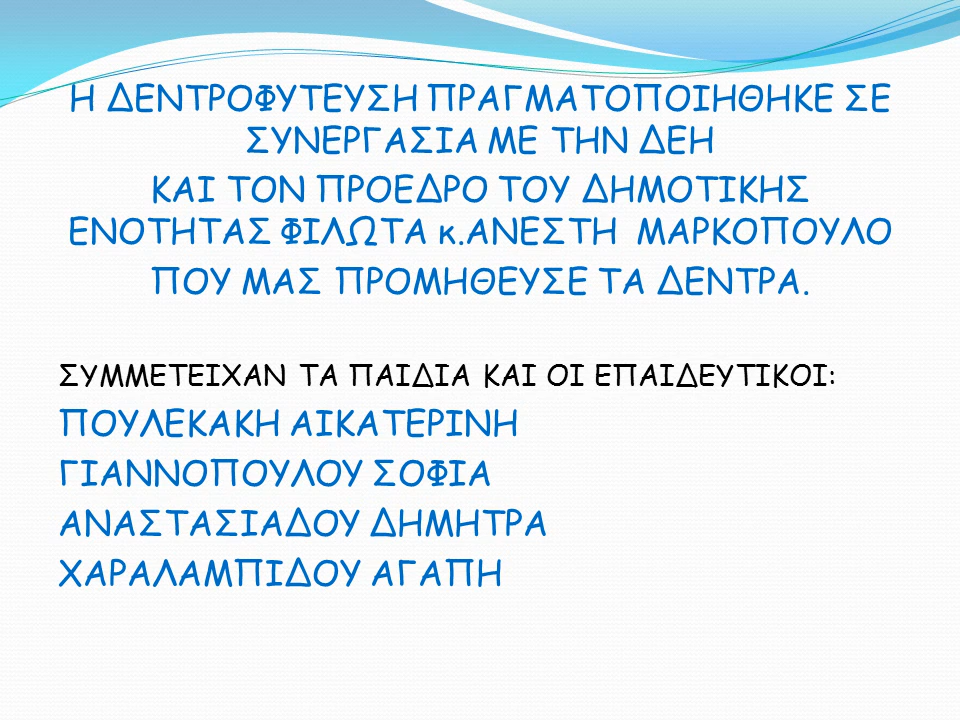 Η ΔΕΝΤΡΟΦΥΤΕΥΣΗ ΠΡΑΓΜΑΤΟΠΟΙΗΘΗΚΕ ΣΕ
ΣΥΝΕΡΓΑΣΙΑ ΜΕ ΤΗΝ ΔΕΗ
ΚΑΙ ΤΟΝ ΠΡΟΕΔΡΟ ΤΟΥ ΔΗΜΟΤΙΚΗΣ
ΕΝΟΤΗΤΑΣ ΦΙΛΩΤΑ κ.ΑΝΕΣΤΗ ΜΑΡΚΟΠΟΥΛΟ
ΠΟΥ ΜΑΣ ΠΡΟΜΗΘΕΥΣΕ ΤΑ ΔΕΝΤΡΑ.
ΣΥΜΜΕΤΕΙΧΑΝ ΤΑ ΠΑΙΔΙΑ ΚΑΙ ΟΙ ΕΠΑΙΔΕΥΤΙΚΟΙ:
ΠΟΥΛΕΚΑΚΗ ΑΙΚΑΤΕΡΙΝΗ
ΓΙΑΝΝΟΠΟΥΛΟΥ ΣΟΦΙΑ
ΑΝΑΣΤΑΣΙΑΔΟΥ ΔΗΜΗΤΡΑ
ΧΑΡΑΛΑΜΠΙΔΟΥ ΑΓΑΠΗ